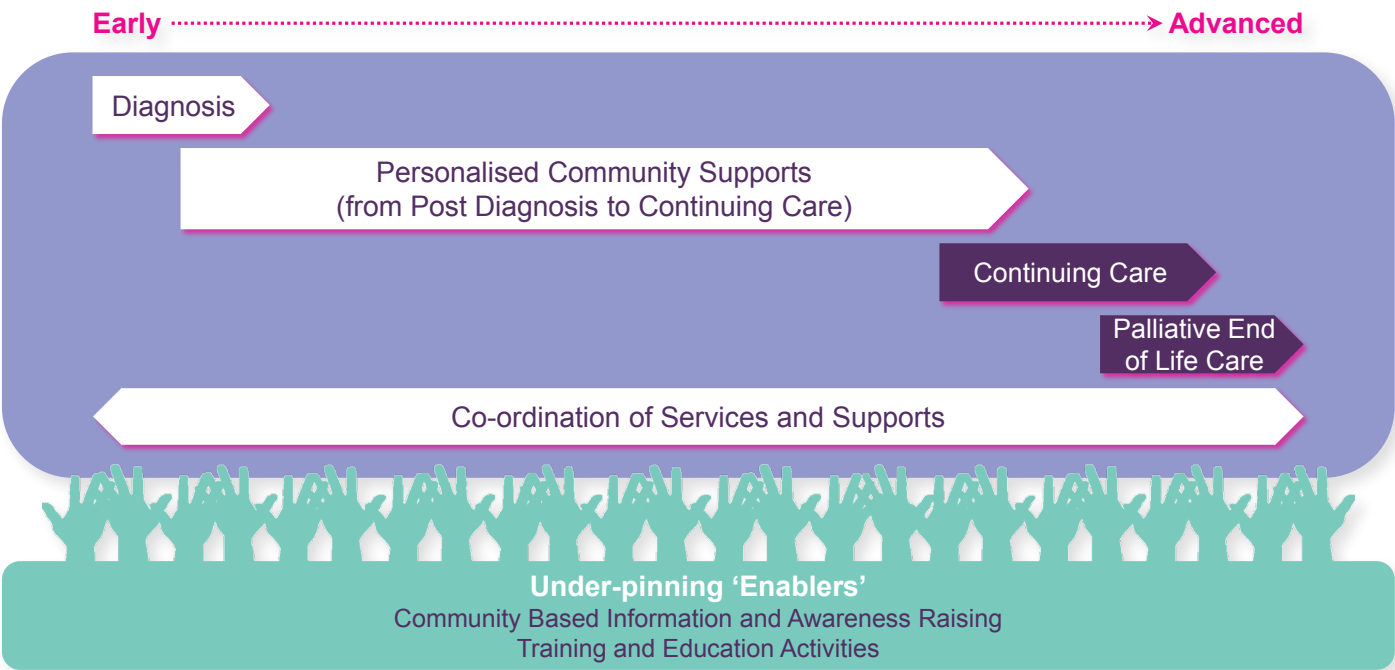 Early
Advanced
Diagnosis
Personalised Community Supports
(from Post Diagnosis to Continuing Care)
Continuing Care
Palliative End
of Life Care
Co-ordination of Services and Supports
Under-pinning ‘Enablers’
Community Based Information and Awareness Raising
Training and Education Activities